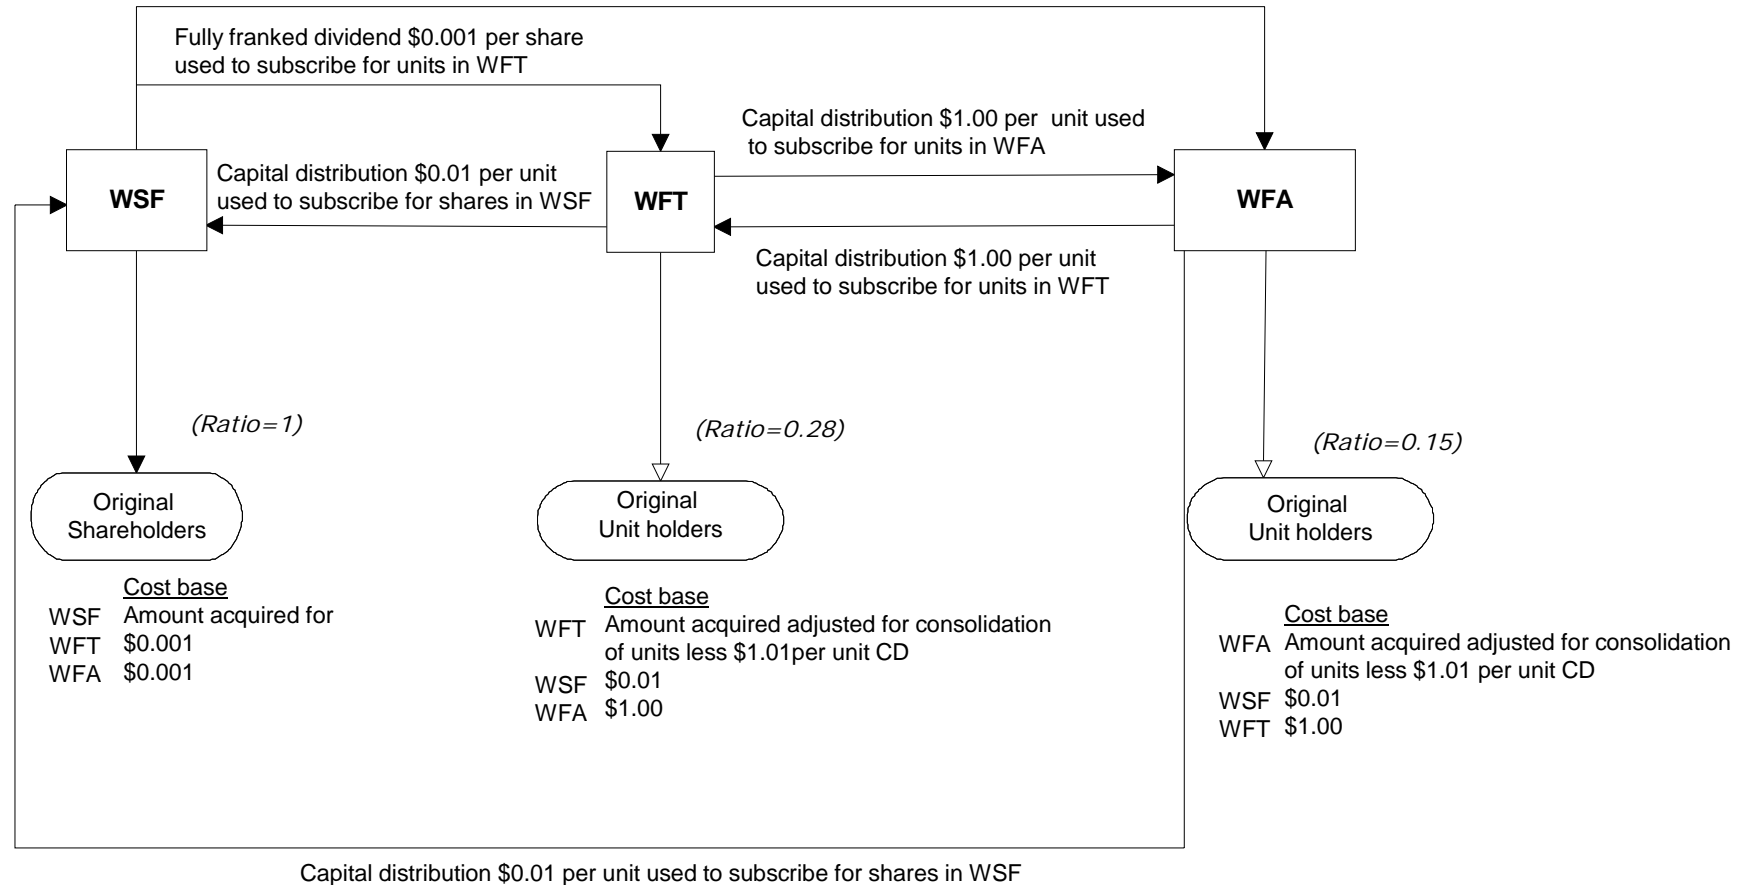 Fully franked dividend $0.001 per share
used to subscribe for units in WFT
Capital distribution $1.00 per  unit used
to subscribe for units in WFA
WSF
Capital distribution $0.01 per unit
used to subscribe for shares in WSF
WFT
WFA
Capital distribution $1.00 per unit
used to subscribe for units in WFT
(Ratio=1)
(Ratio=0.28)
(Ratio=0.15)
Original
Shareholders
Original
Unit holders
Original
Unit holders
Cost base
WSF Amount acquired for
WFT $0.001
WFA $0.001
Cost base
WFT Amount acquired adjusted for consolidation
of units less $1.01per unit CD
WSF $0.01
WFA $1.00
Cost base
WFA Amount acquired adjusted for consolidation
of units less $1.01 per unit CD
WSF $0.01
WFT $1.00
Capital distribution $0.01 per unit used to subscribe for shares in WSF